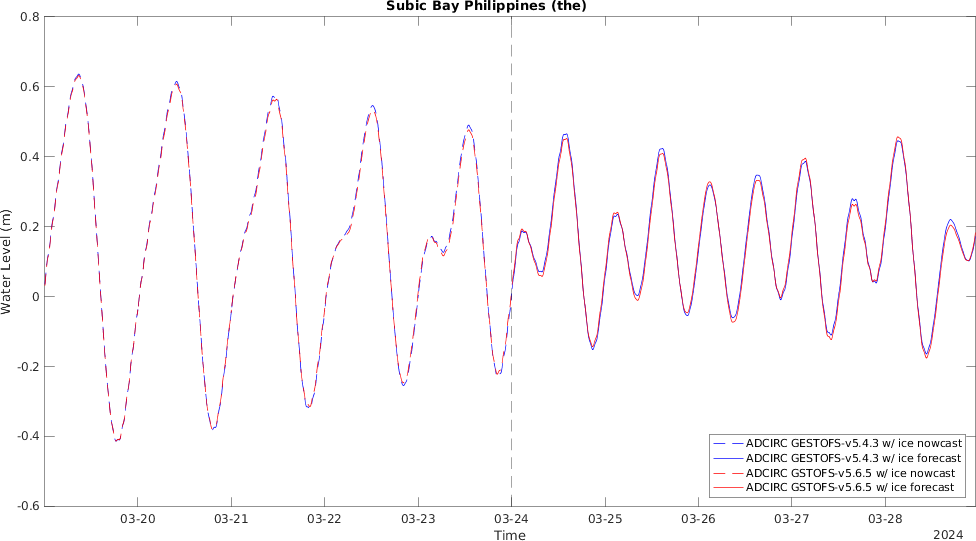 Subic Bay Philippines (the)
0.8
0.6
0.4
0.2
0
-0.2
-0.4
-0.6
Water Level (m)
ADCIRC GESTOFS-v5.4.3 w/ ice nowcast
ADCIRC GESTOFS-v5.4.3 w/ ice forecast
ADCIRC GSTOFS-v5.6.5 w/ ice nowcast
ADCIRC GSTOFS-v5.6.5 w/ ice forecast
03-20 03-21 03-22 03-23 03-24 03-25 03-26 03-27 03-28
Time
2024